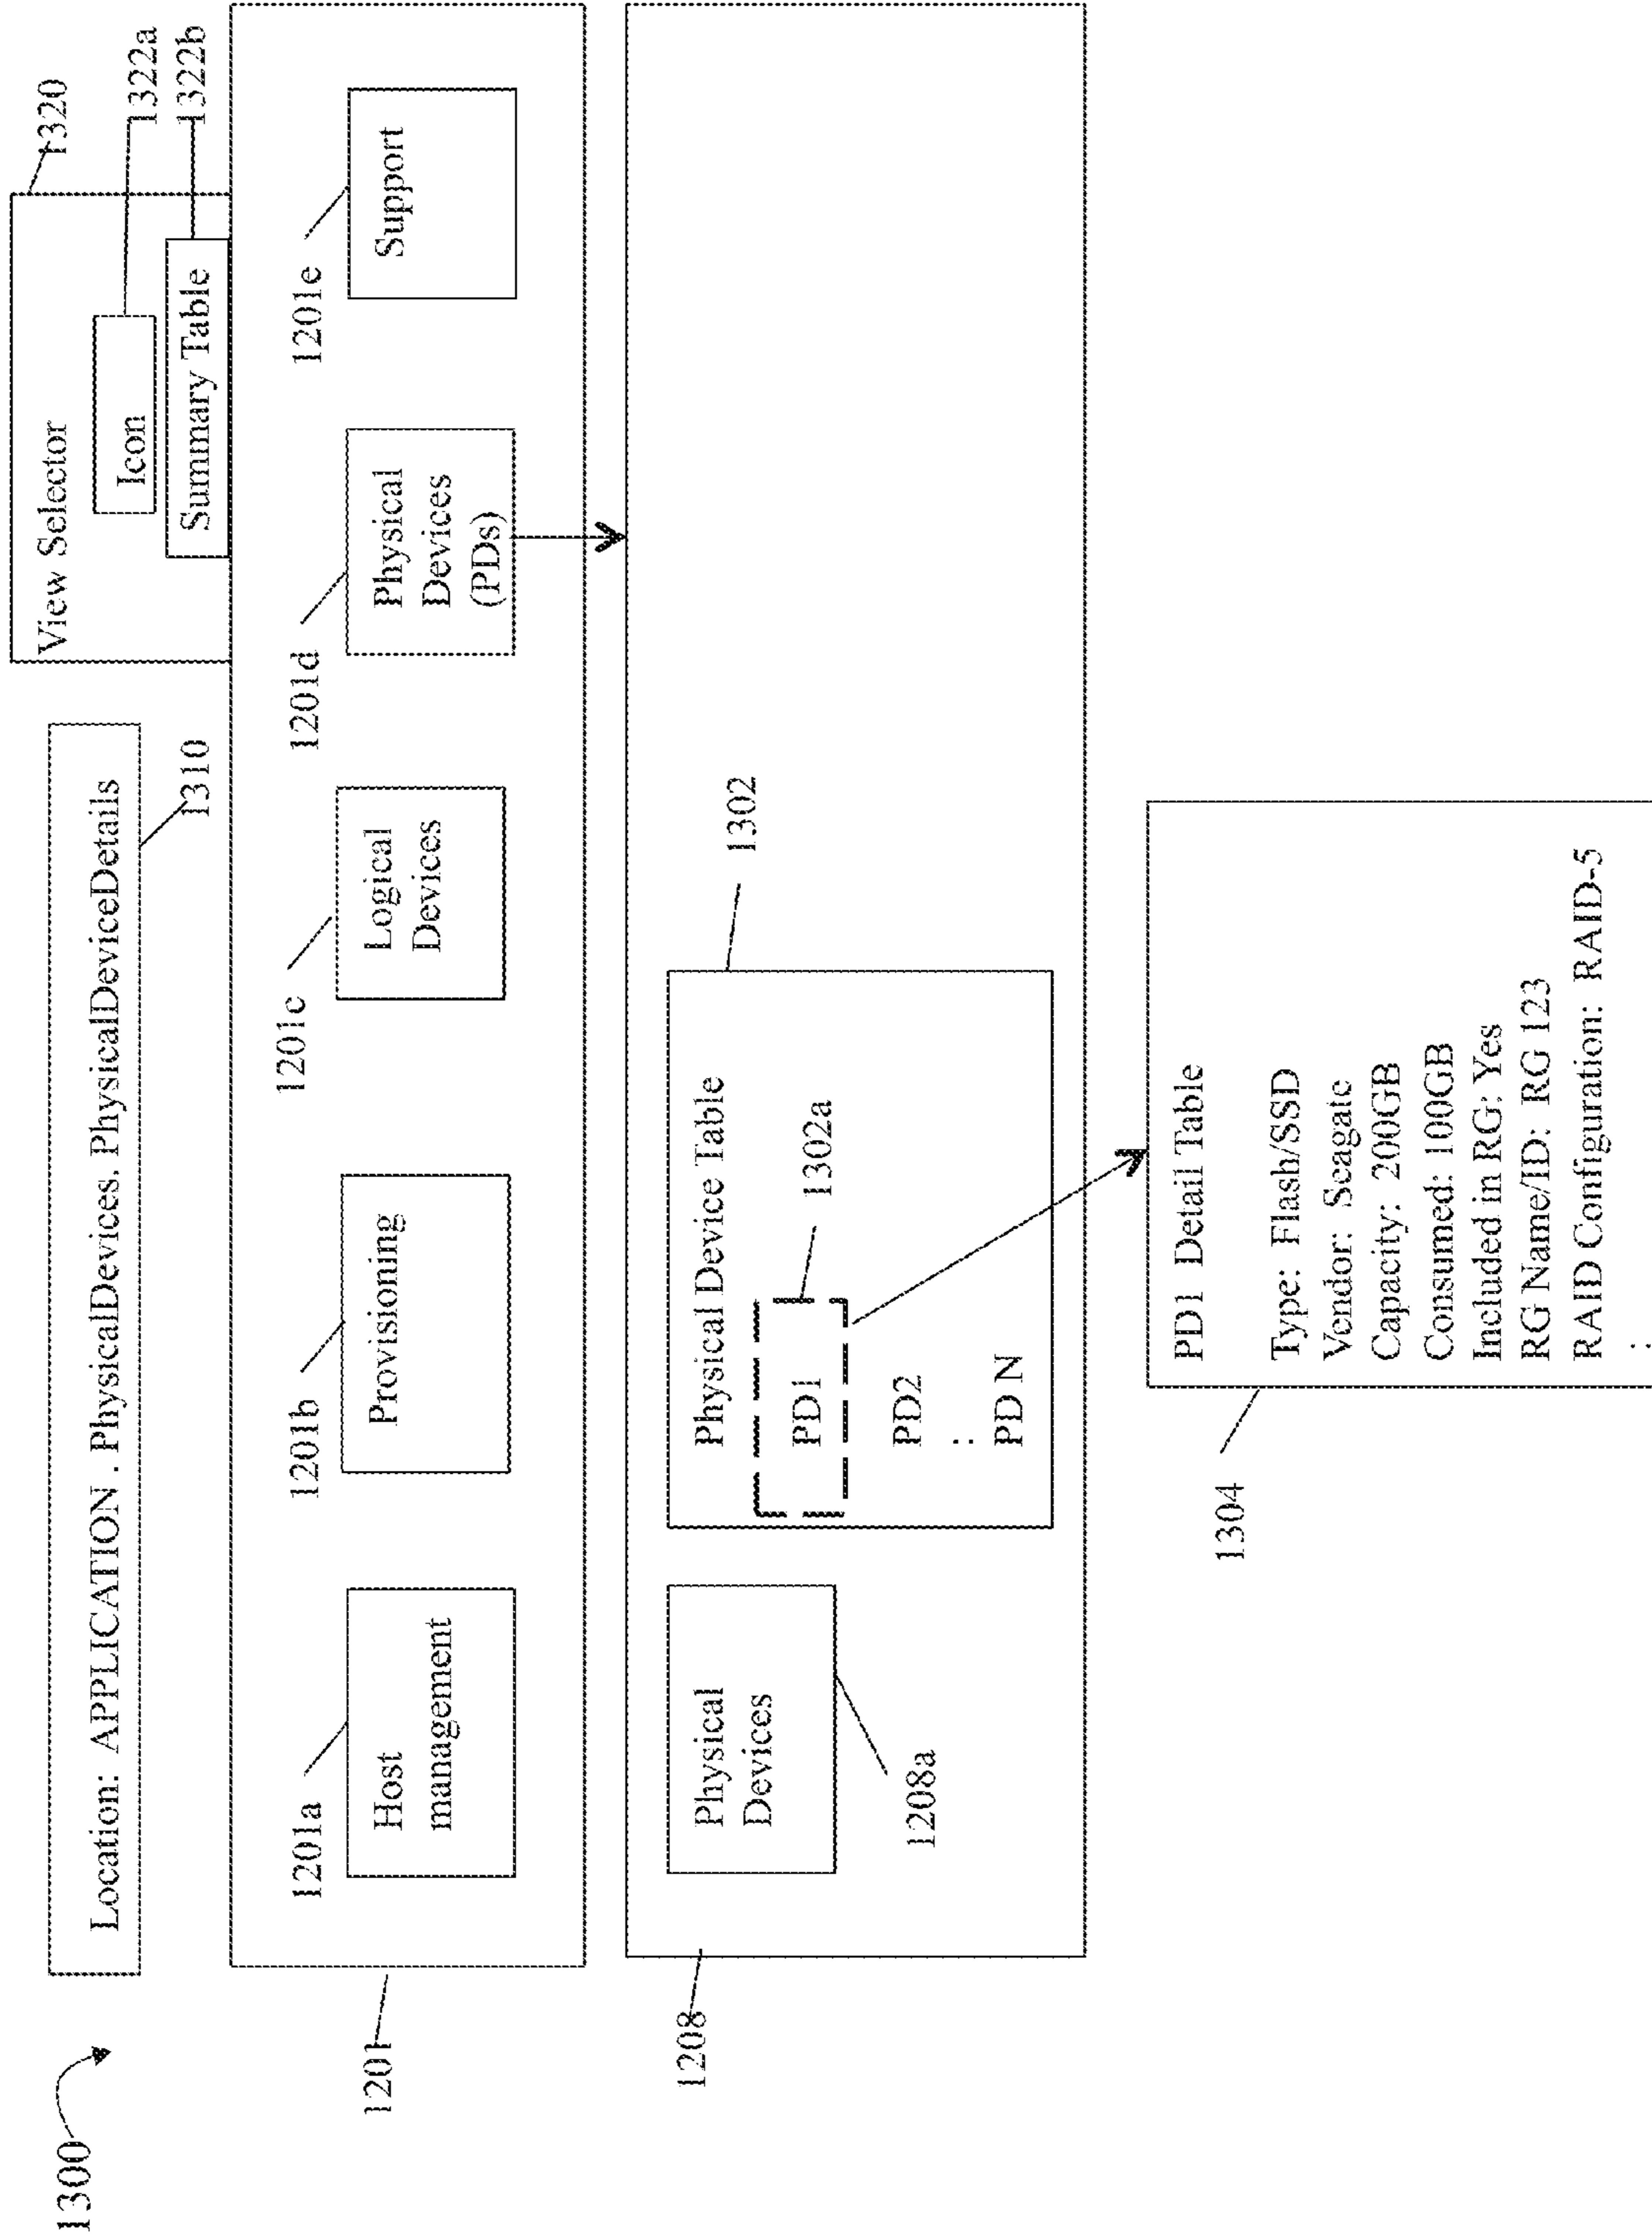 1300
Location: APPLICATION . PhysicalDevices. PhysicalDeviceDetails
1310
View Selector
1320
Icon
1322a
Summary Table
1322b
1201
1201a
Host
management
1201b
Provisioning
1201c
Logical
Devices
1201d
Physical
Devices
(PDs)
1201e
Support
1208
Physical
Devices
1208a
Physical Device Table
1302
PD1
1302a
PD2
:
PD N
1304
PD1 Detail Table
Type: Flash/SSD
Vendor: Seagate
Capacity: 200GB
Consumed: 100GB
Included in RG: Yes
RG Name/ID: RG 123
RAID Configuration: RAID-5
: